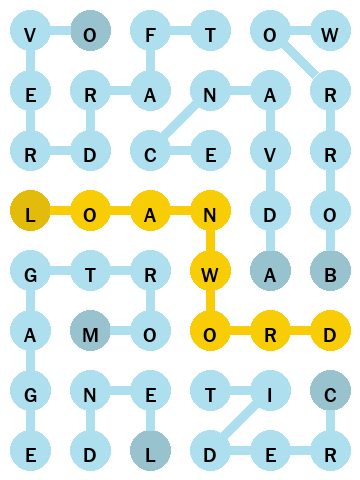 V O F T O W
E R A N A R
R D C E V R
L O A N D O
G T R W A B
A M O O R D
G N E T I C
E D L D E R